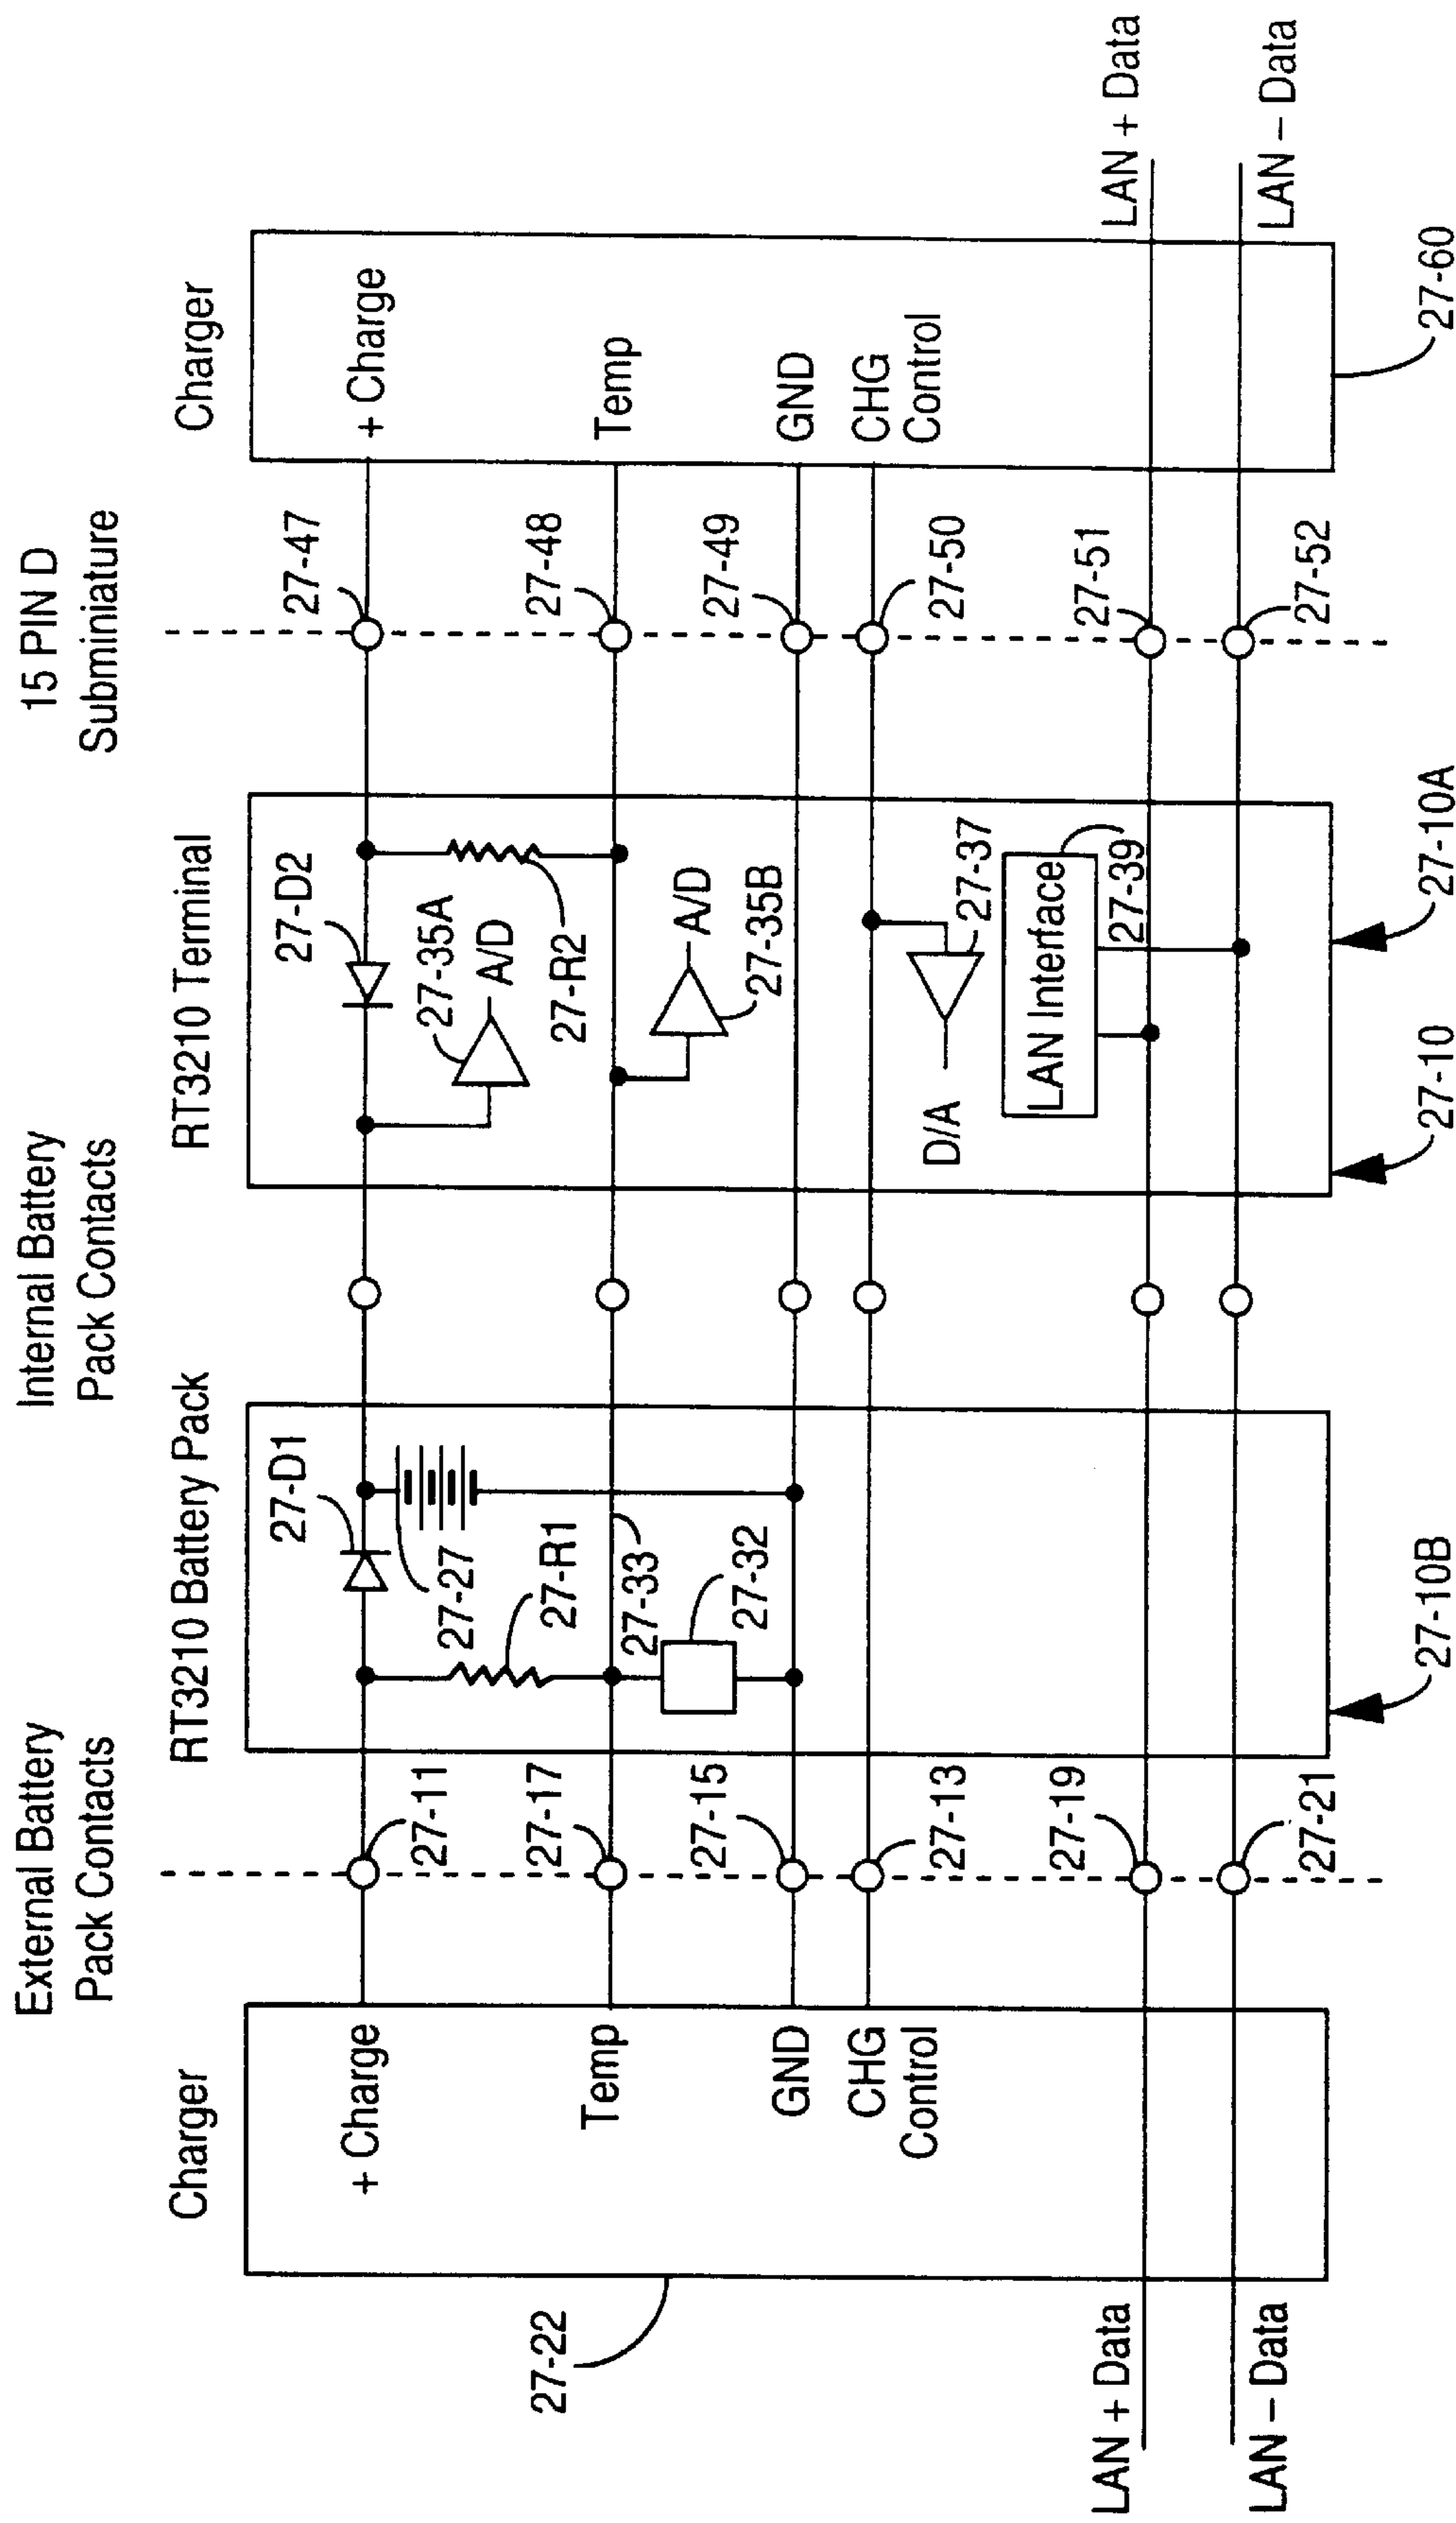 External Battery
Pack Contacts
Internal Battery
Pack Contacts
15 PIN D
Subminiature
Charger
RT3210 Battery Pack
RT3210 Terminal
Charger
27-22
+ Charge
Temp
GND
CHG
Control
LAN + Data
LAN – Data
27-11
27-17
27-15
27-13
27-19
27-21
27-D1
27-27
27-R1
27-33
27-32
27-10B
27-D2
27-35A
A/D
27-R2
A/D
27-35B
D/A
27-37
LAN Interface
27-39
27-10
27-10A
27-47
27-48
27-49
27-50
27-51
27-52
+ Charge
Temp
GND
CHG
Control
LAN + Data
LAN – Data
27-60